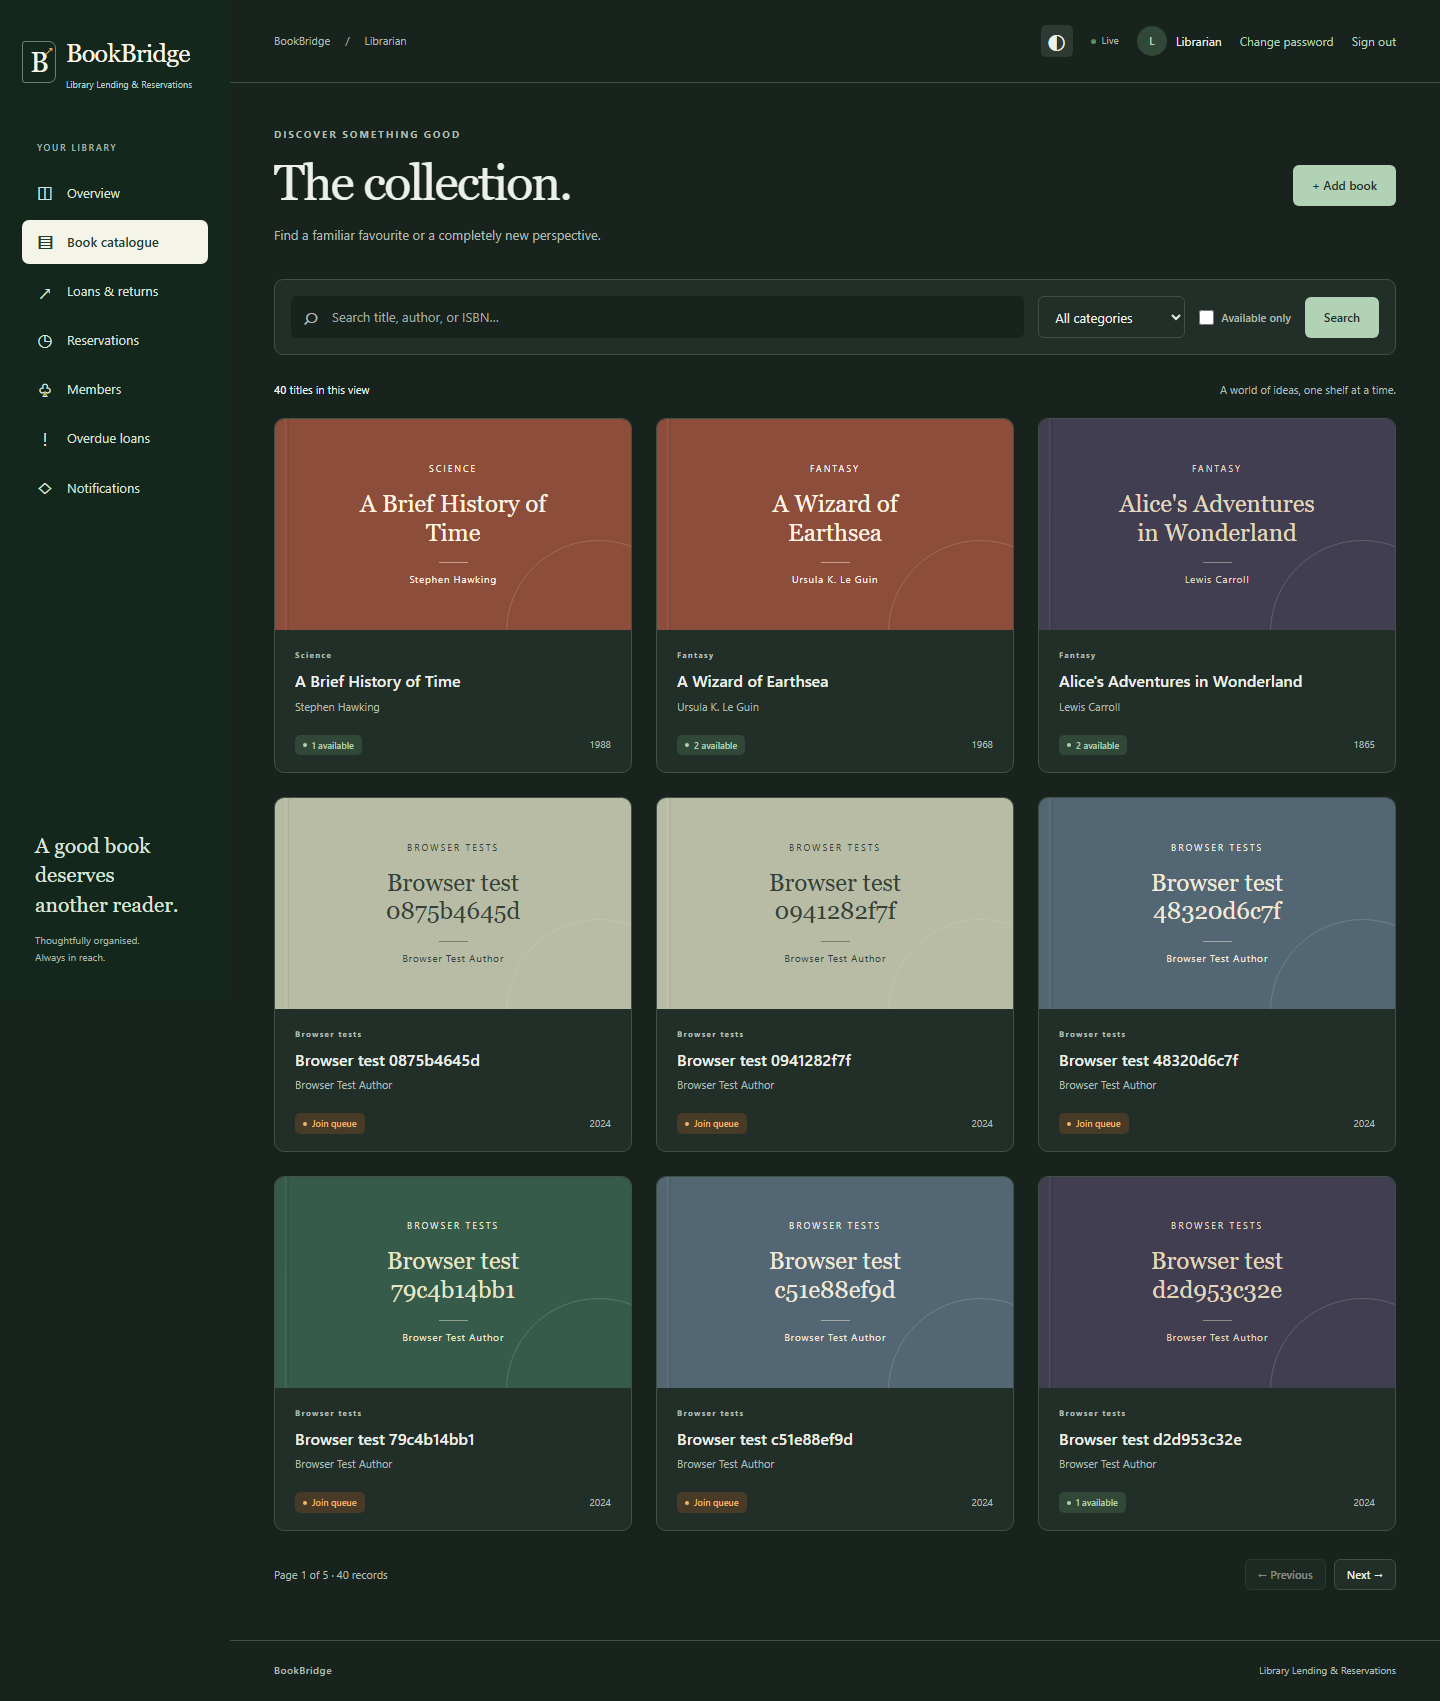 BookBridge
Library Lending & Reservations
YOUR LIBRARY
Overview
Book catalogue
Loans & returns
Reservations
Members
Overdue loans
Notifications
A good book
deserves
another reader.
Thoughtfully organised.
Always in reach.
BookBridge / Librarian
Live
L
Librarian
Change password
Sign out
DISCOVER SOMETHING GOOD
The collection.
Find a familiar favourite or a completely new perspective.
+ Add book
Search title, author, or ISBN...
All categories
Available only
Search
40 titles in this view
A world of ideas, one shelf at a time.
SCIENCE
A Brief History of
Time
Stephen Hawking
Science
A Brief History of Time
Stephen Hawking
1 available
1988
FANTASY
A Wizard of
Earthsea
Ursula K. Le Guin
Fantasy
A Wizard of Earthsea
Ursula K. Le Guin
2 available
1968
FANTASY
Alice's Adventures
in Wonderland
Lewis Carroll
Fantasy
Alice's Adventures in Wonderland
Lewis Carroll
2 available
1865
BROWSER TESTS
Browser test
0875b4645d
Browser Test Author
Browser tests
Browser test 0875b4645d
Browser Test Author
Join queue
2024
BROWSER TESTS
Browser test
0941282f7f
Browser Test Author
Browser tests
Browser test 0941282f7f
Browser Test Author
Join queue
2024
BROWSER TESTS
Browser test
48320d6c7f
Browser Test Author
Browser tests
Browser test 48320d6c7f
Browser Test Author
Join queue
2024
BROWSER TESTS
Browser test
79c4b14bb1
Browser Test Author
Browser tests
Browser test 79c4b14bb1
Browser Test Author
Join queue
2024
BROWSER TESTS
Browser test
c51e88ef9d
Browser Test Author
Browser tests
Browser test c51e88ef9d
Browser Test Author
Join queue
2024
BROWSER TESTS
Browser test
d2d953c32e
Browser Test Author
Browser tests
Browser test d2d953c32e
Browser Test Author
1 available
2024
Page 1 of 5 · 40 records
← Previous
Next →
BookBridge
Library Lending & Reservations